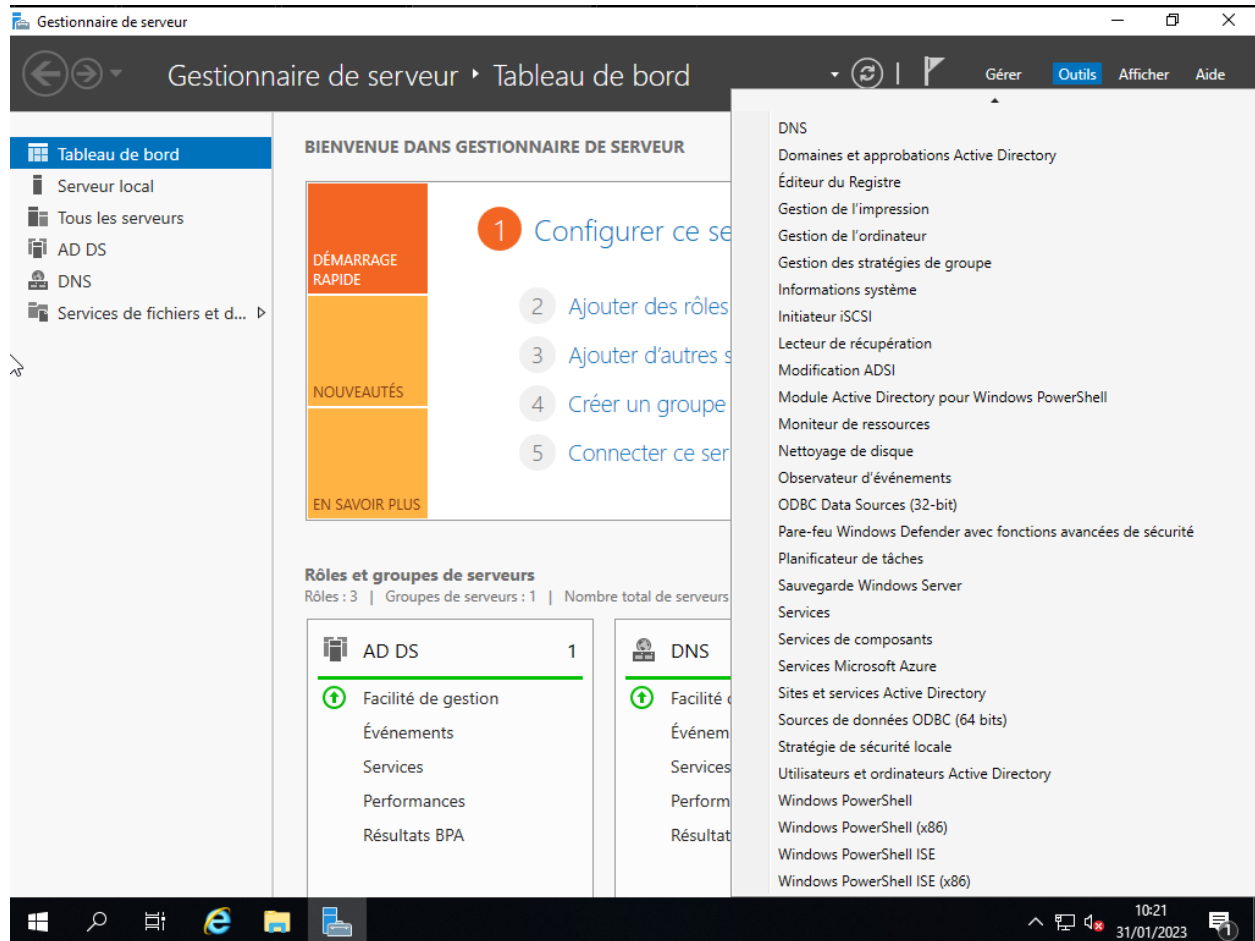 Gestionnaire de serveur
Gestionnaire de serveur ‣ Tableau de bord
Gérer
Outils
Afficher
Aide
Tableau de bord
Serveur local
Tous les serveurs
AD DS
DNS
Services de fichiers et d...
BIENVENUE DANS GESTIONNAIRE DE SERVEUR
DÉMARRAGE
RAPIDE
NOUVEAUTÉS
EN SAVOIR PLUS
1 Configurer ce se
2 Ajouter des rôles
3 Ajouter d'autres s
4 Créer un groupe
5 Connecter ce ser
Rôles et groupes de serveurs
Rôles : 3 | Groupes de serveurs : 1 | Nombre total de serveurs
AD DS 1
Facilité de gestion
Événements
Services
Performances
Résultats BPA
DNS
Facilité
Événem
Services
Perform
Résultat
DNS
Domaines et approbations Active Directory
Éditeur du Registre
Gestion de l'impression
Gestion de l'ordinateur
Gestion des stratégies de groupe
Informations système
Initiateur iSCSI
Lecteur de récupération
Modification ADSI
Module Active Directory pour Windows PowerShell
Moniteur de ressources
Nettoyage de disque
Observateur d'événements
ODBC Data Sources (32-bit)
Pare-feu Windows Defender avec fonctions avancées de sécurité
Planificateur de tâches
Sauvegarde Windows Server
Services
Services de composants
Services Microsoft Azure
Sites et services Active Directory
Sources de données ODBC (64 bits)
Stratégie de sécurité locale
Utilisateurs et ordinateurs Active Directory
Windows PowerShell
Windows PowerShell (x86)
Windows PowerShell ISE
Windows PowerShell ISE (x86)
10:21
31/01/2023
1